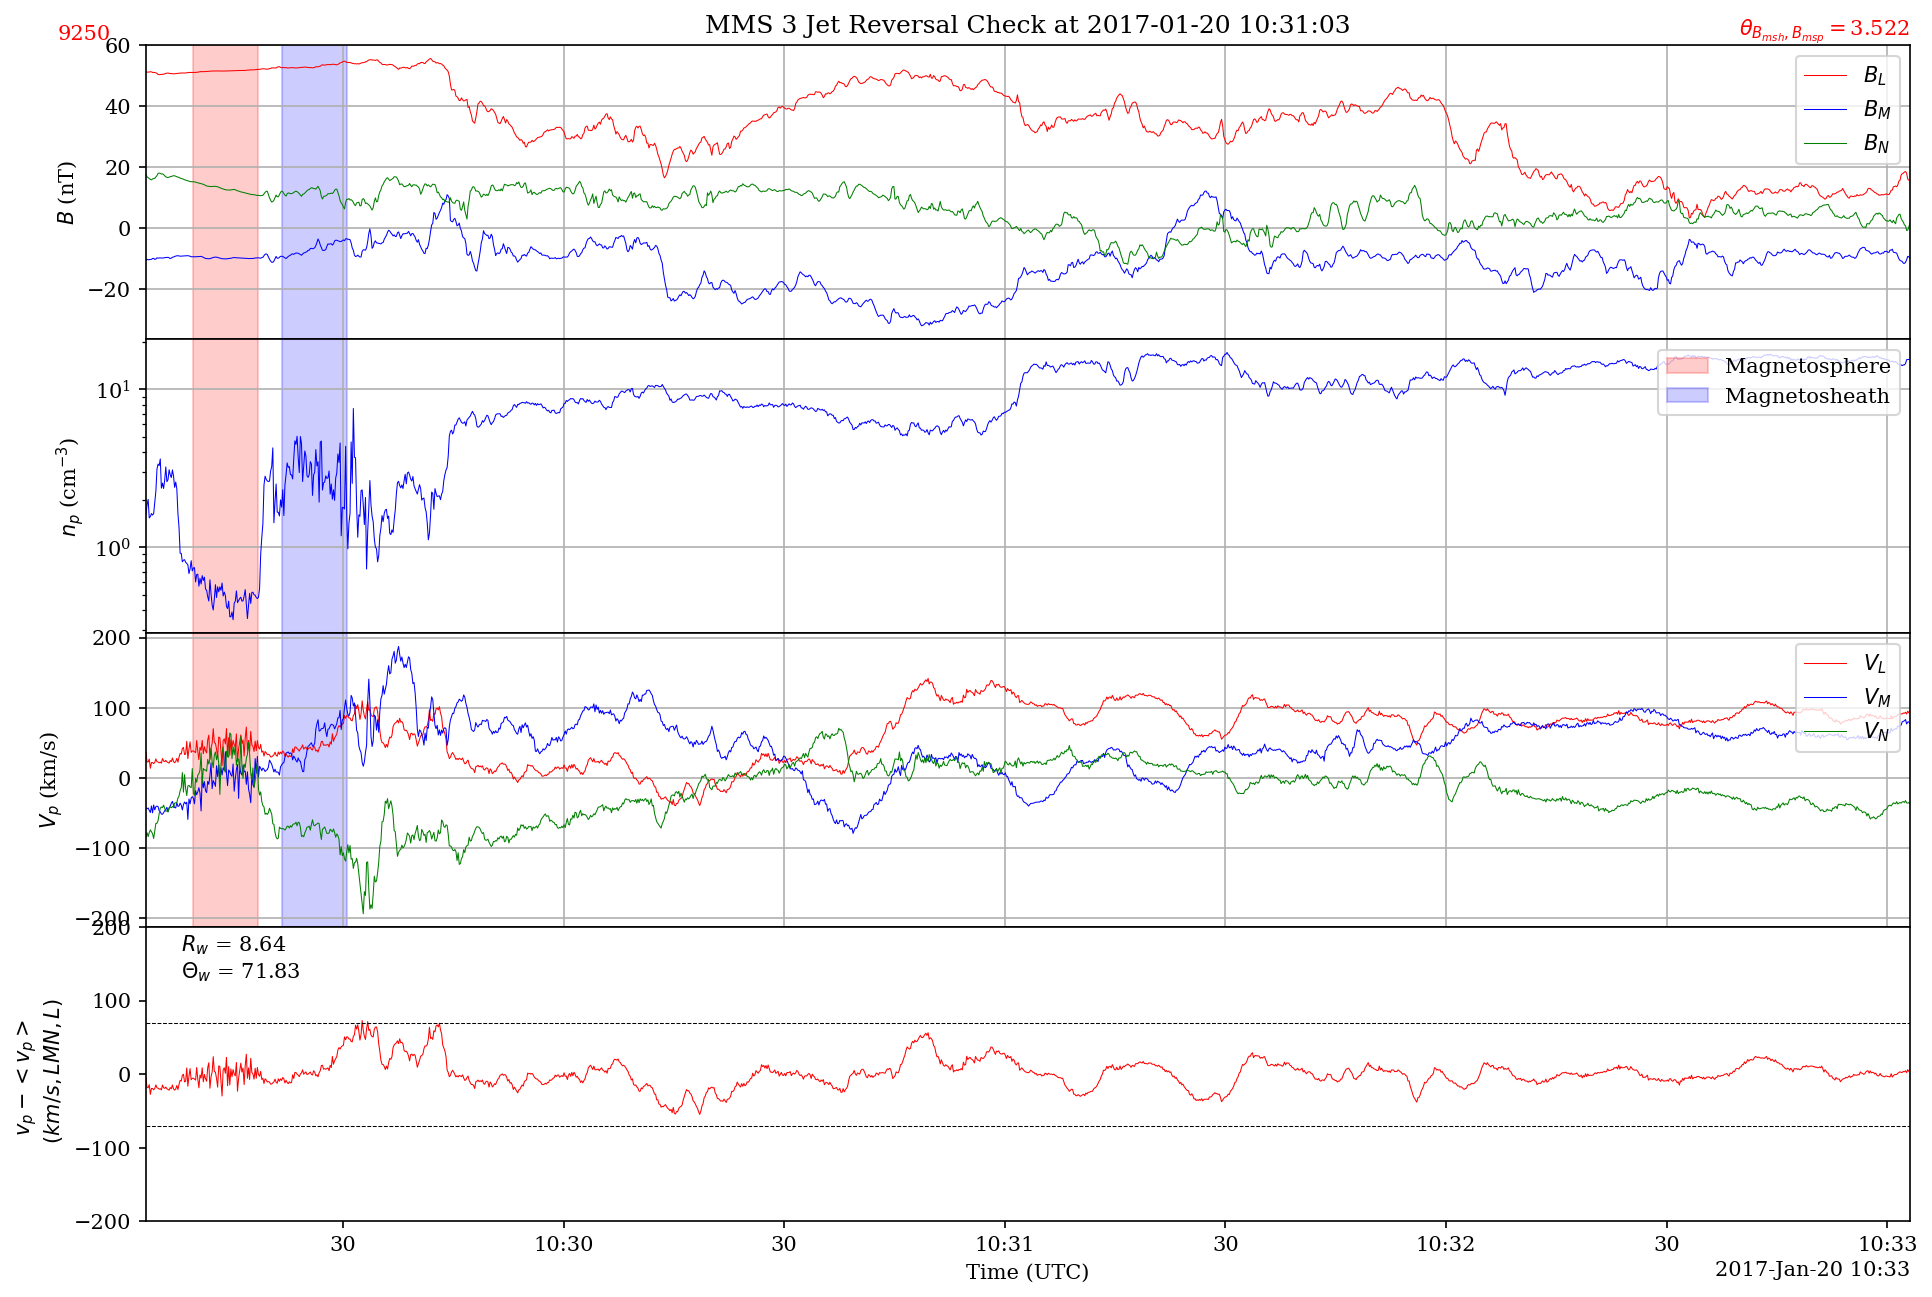 MMS 3 Jet Reversal Check at 2017-01-20 10:31:03
9250
θ_{B_{msh}, B_{msp}} = 3.522
60
40
20
0
−20
B (nT)
B_L
B_M
B_N
10^1
10^0
n_p (cm^{−3})
Magnetosphere
Magnetosheath
200
100
0
−100
−200
V_p (km/s)
V_L
V_M
V_N
200
100
0
−100
−200
v_p − < v_p >
(km/s, LMN, L)
R_w = 8.64
Θ_w = 71.83
30 10:30 30 10:31 30 10:32 30 10:33
Time (UTC)
2017-Jan-20 10:33